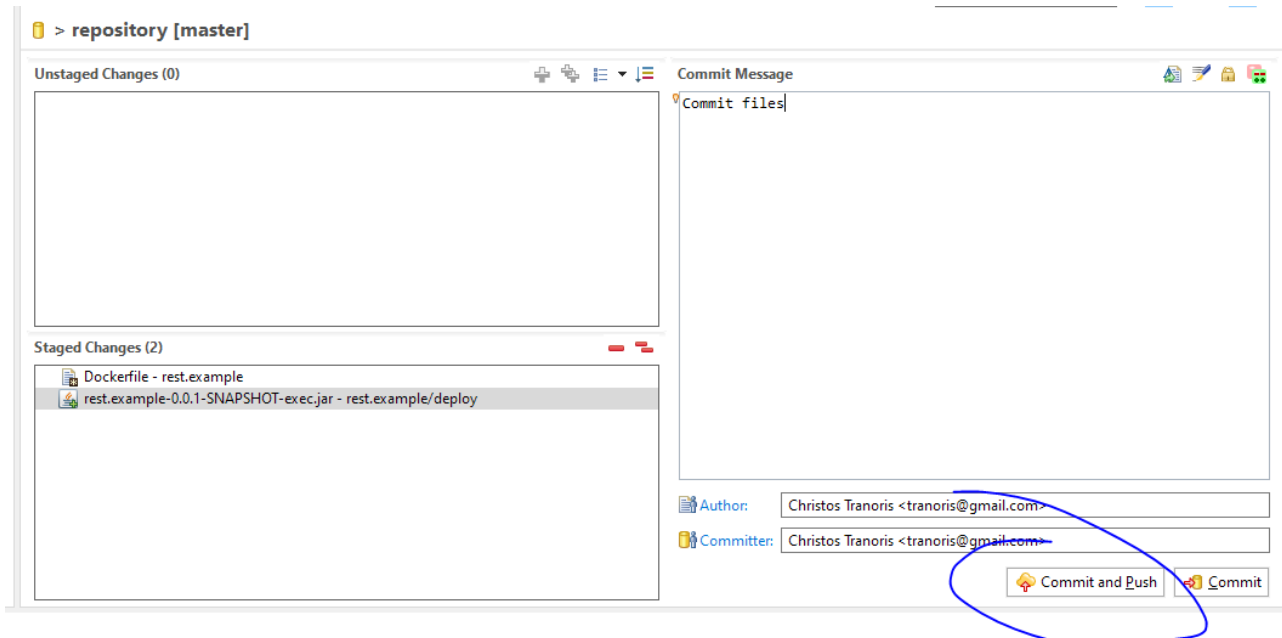 > repository [master]
Unstaged Changes (0)
Staged Changes (2)
Dockerfile - rest.example
rest.example-0.0.1-SNAPSHOT-exec.jar - rest.example/deploy
Commit Message
Commit files
Author: Christos Tranoris <tranoris@gmail.com>
Committer: Christos Tranoris <tranoris@gmail.com>
Commit and Push Commit